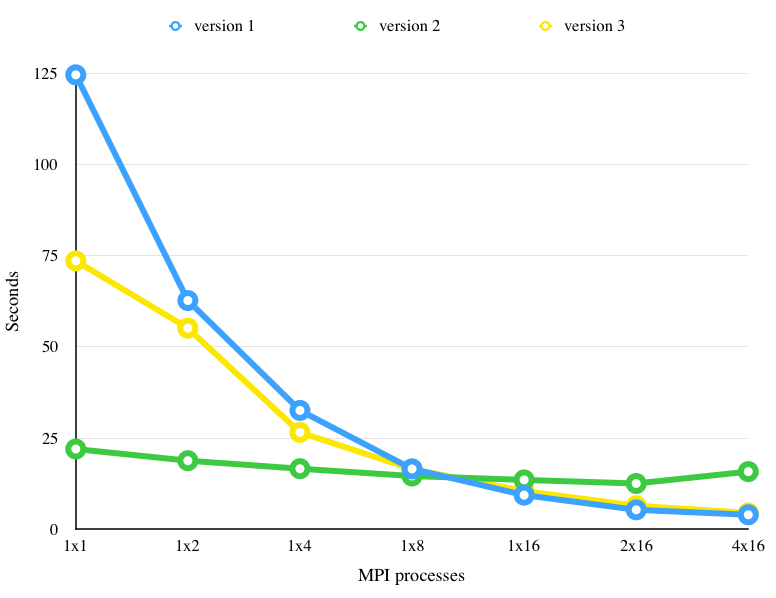 version 1 version 2 version 3
125
100
75
50
25
0
Seconds
1x1 1x2 1x4 1x8 1x16 2x16 4x16
MPI processes